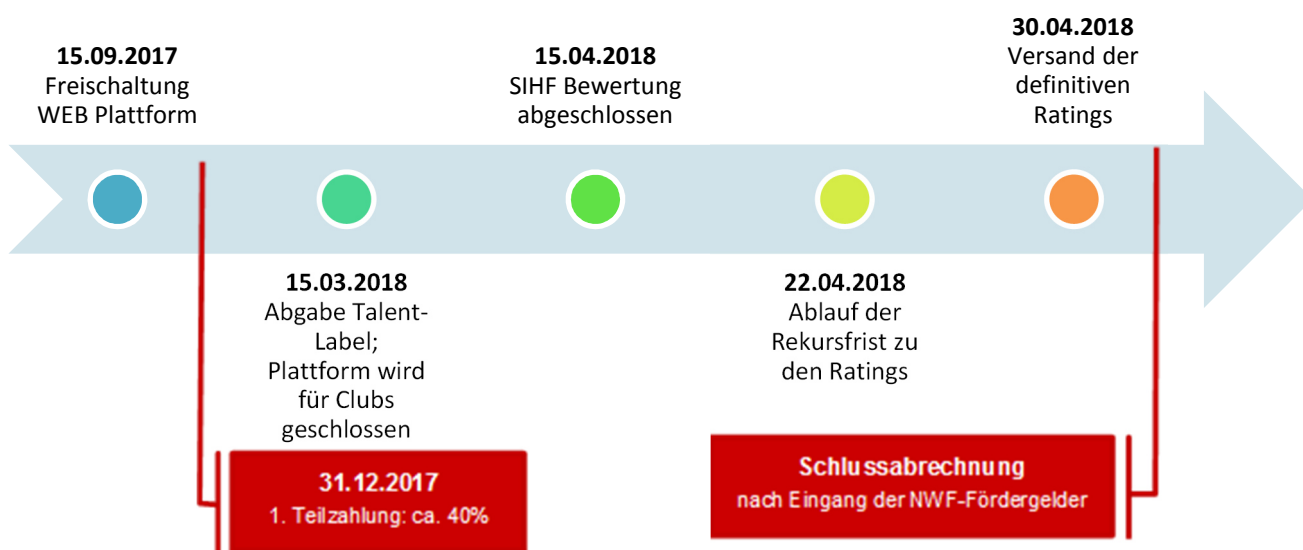 15.09.2017
Freischaltung
WEB Plattform
15.04.2018
SIHF Bewertung
abgeschlossen
30.04.2018
Versand der
definitiven
Ratings
15.03.2018
Abgabe Talent-
Label;
Plattform wird
für Clubs
geschlossen
22.04.2018
Ablauf der
Rekursfrist zu
den Ratings
31.12.2017
1. Teilzahlung: ca. 40%
Schlussabrechnung
nach Eingang der NWF-Fördergelder